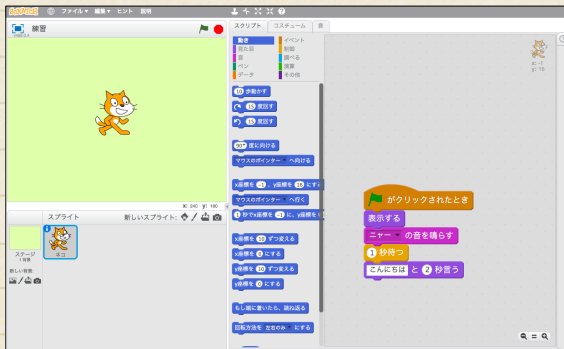 SCRATCH ファイル▼ 編集▼ ヒント 説明
練習
X: 240 y: 180
スプライト 新しいスプライト:
ステージ
1背景
新しい背景:
ネコ
スクリプト コスチューム 音
動き イベント
見た目 制御
音 調べる
ペン 演算
データ その他
10 歩動かす
15 度回す
15 度回す
90▼ 度に向ける
マウスのポインター へ向ける
x座標を -1 、y座標を 16 にする
マウスのポインター へ行く
1 秒でx座標を -1 に、y座標を
x座標を 10 ずつ変える
x座標を 0 にする
y座標を 10 ずつ変える
y座標を 0 にする
もし端に着いたら、跳ね返る
回転方法を 左右のみ にする
x: -1
y: 16
がクリックされたとき
表示する
ニャー▼ の音を鳴らす
1 秒待つ
こんにちは と 2 秒言う